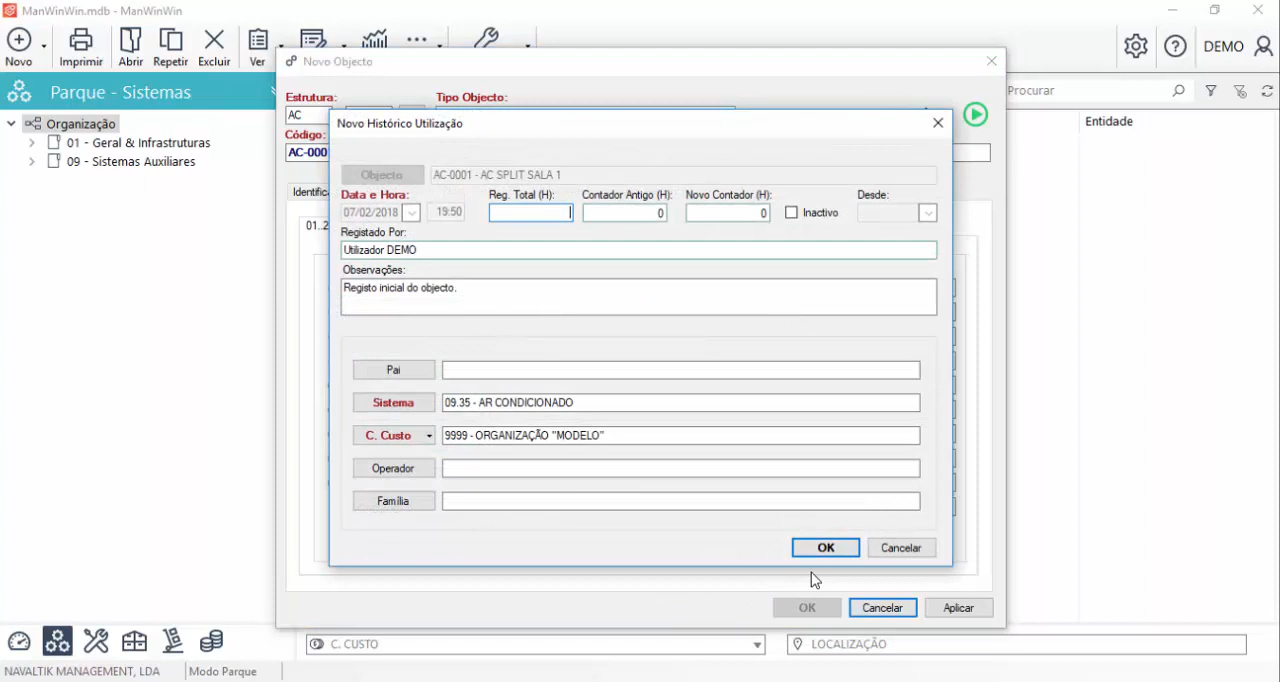 ManWinWin.mdb - ManWinWin
Novo
Imprimir
Abrir
Repetir
Excluir
Ver
DEMO
Parque - Sistemas
Novo Objecto
Procurar
Estrutura:
Tipo Objecto:
AC
Código:
AC-000
Entidade
Organização
01 - Geral & Infrastruturas
09 - Sistemas Auxiliares
Novo Histórico Utilização
Objecto
AC-0001 - AC SPLIT SALA 1
Data e Hora:
Reg. Total (H):
Contador Antigo (H):
Novo Contador (H):
Desde:
07/02/2018
19:50
0
0
Inactivo
Registado Por:
Utilizador DEMO
Observações:
Registo inicial do objecto.
Pai
Sistema
09.35 - AR CONDICIONADO
C. Custo
9999 - ORGANIZAÇÃO "MODELO"
Operador
Família
OK
Cancelar
OK
Cancelar
Aplicar
C. CUSTO
LOCALIZAÇÃO
NAVALTIK MANAGEMENT, LDA
Modo Parque